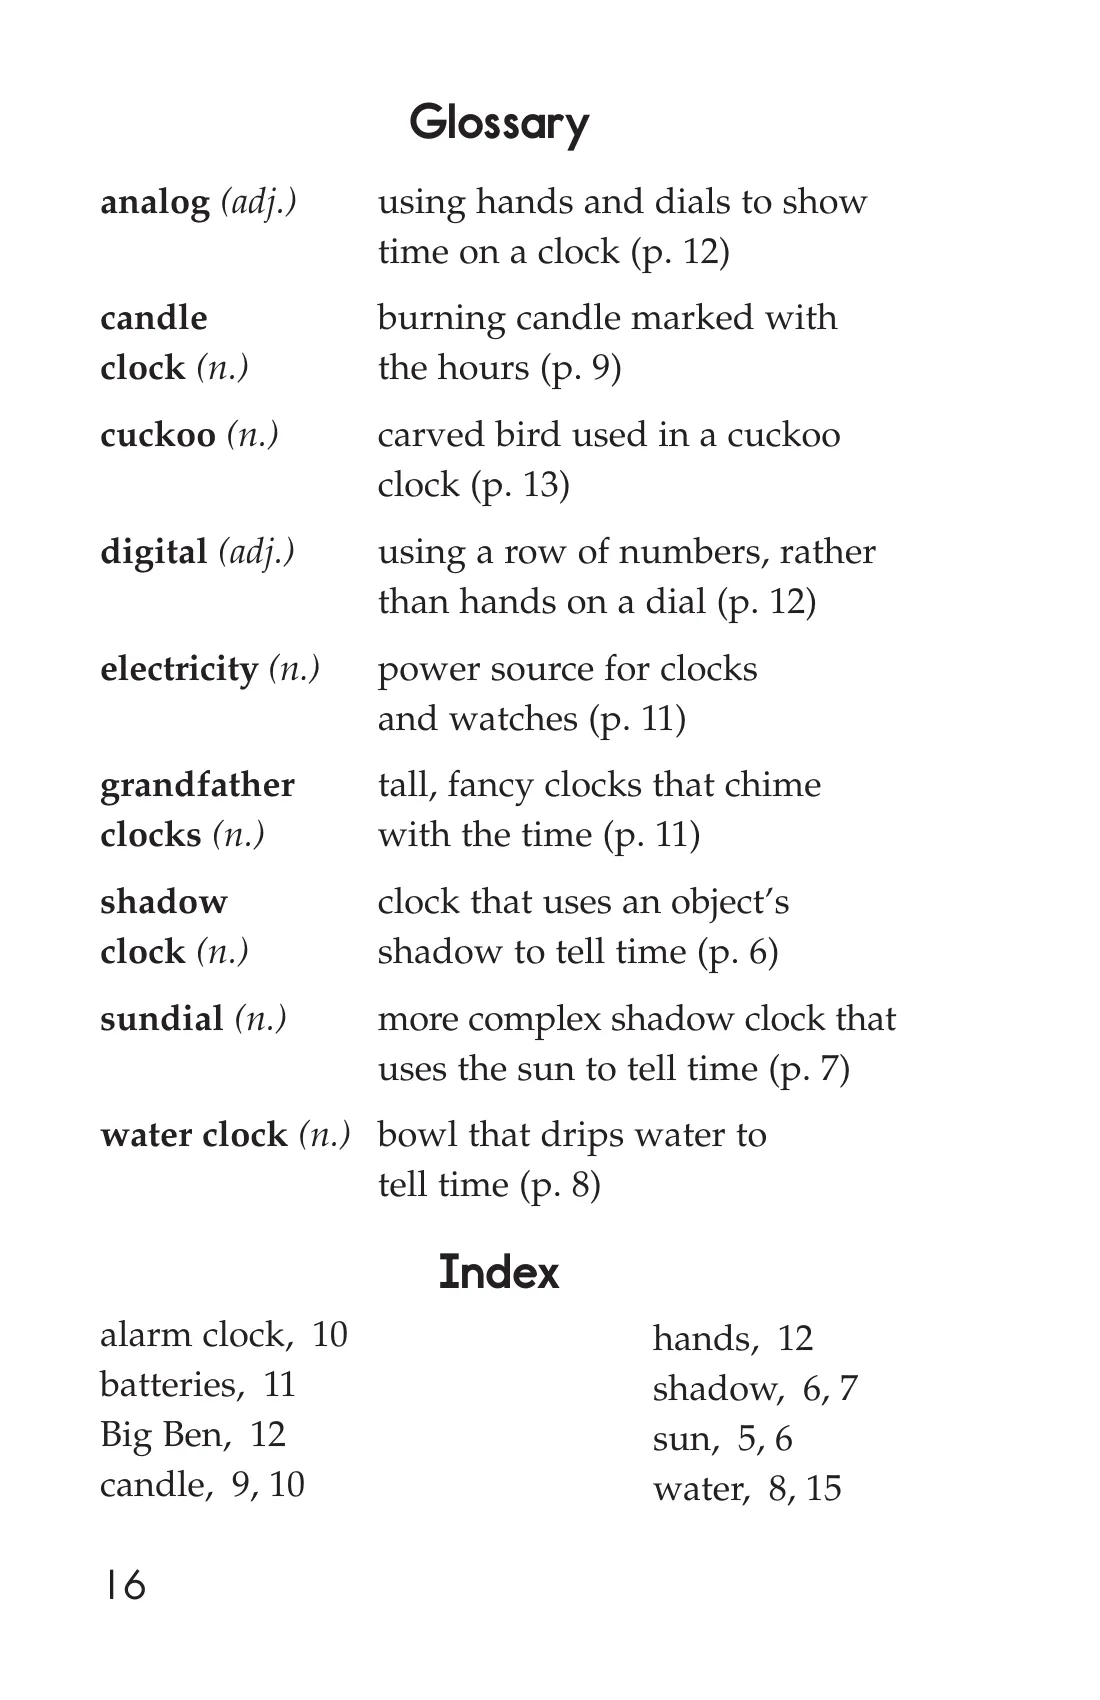 Glossary
analog (adj.) using hands and dials to show
time on a clock (p. 12)
candle burning candle marked with
clock (n.) the hours (p. 9)
cuckoo (n.) carved bird used in a cuckoo
clock (p. 13)
digital (adj.) using a row of numbers, rather
than hands on a dial (p. 12)
electricity (n.) power source for clocks
and watches (p. 11)
grandfather tall, fancy clocks that chime
clocks (n.) with the time (p. 11)
shadow clock that uses an object’s
clock (n.) shadow to tell time (p. 6)
sundial (n.) more complex shadow clock that
uses the sun to tell time (p. 7)
water clock (n.) bowl that drips water to
tell time (p. 8)
Index
alarm clock, 10
batteries, 11
Big Ben, 12
candle, 9, 10
hands, 12
shadow, 6, 7
sun, 5, 6
water, 8, 15
16